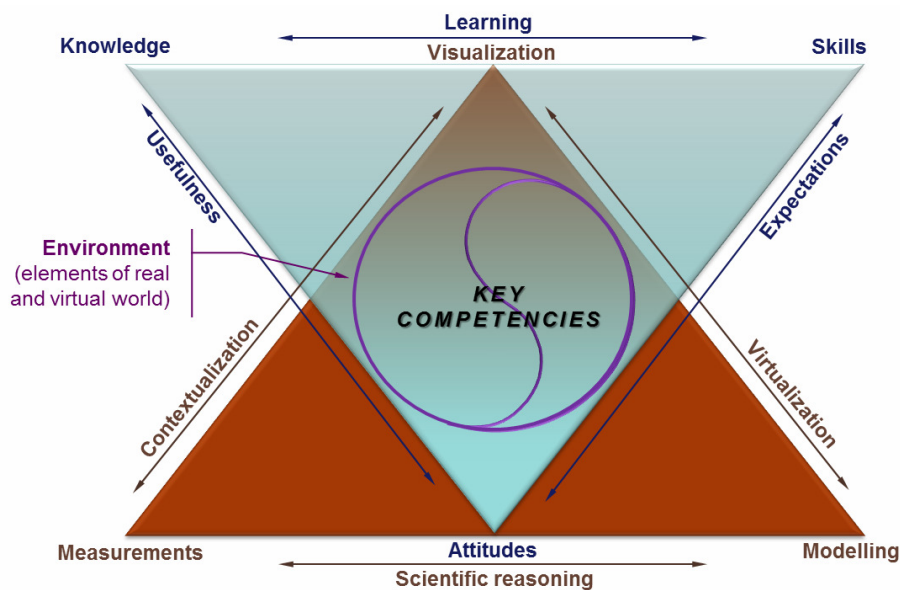 Learning
Knowledge
Visualization
Skills
Usefulness
Expectations
Environment
(elements of real
and virtual world)
KEY
COMPETENCIES
Contextualization
Virtualization
Measurements
Attitudes
Modelling
Scientific reasoning